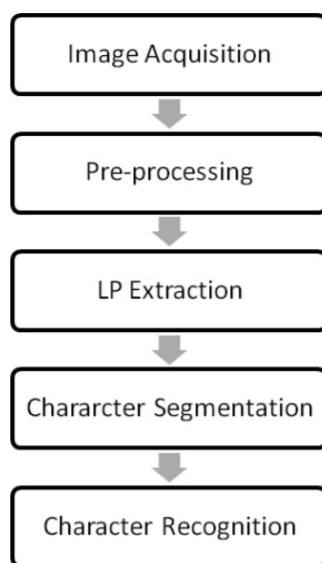 Image Acquisition
Pre-processing
LP Extraction
Chararcter Segmentation
Character Recognition